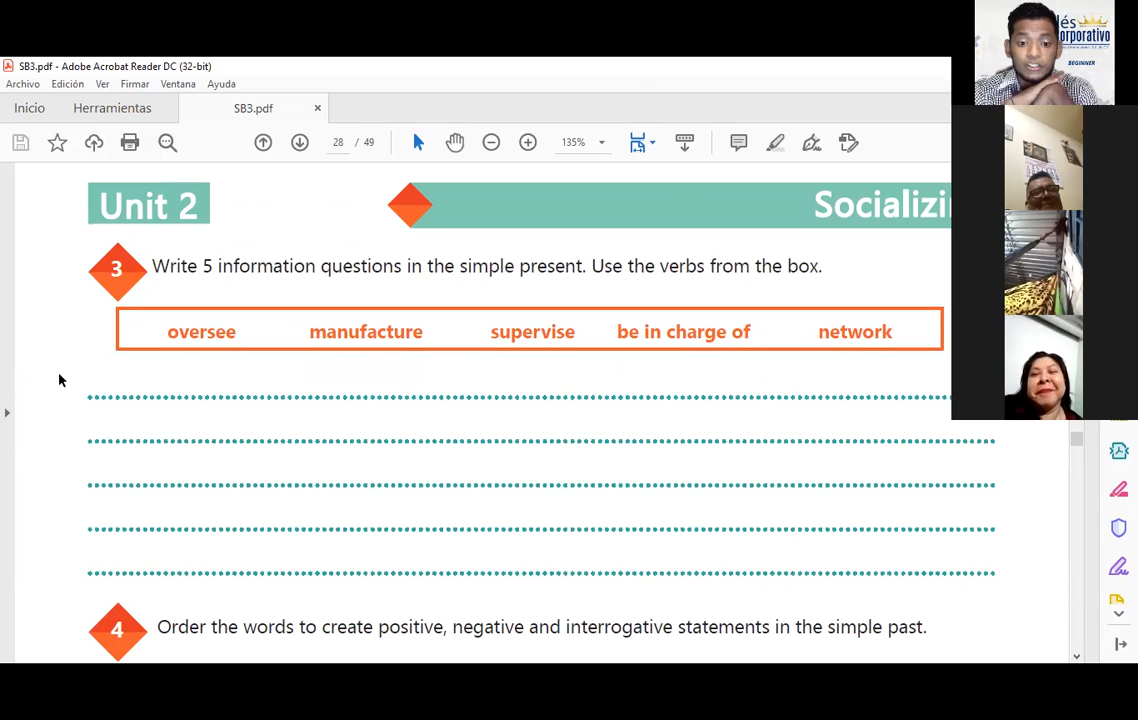 és
orporativo
BEGINNER
SB3.pdf - Adobe Acrobat Reader DC (32-bit)
Archivo Edición Ver Firmar Ventana Ayuda
Inicio Herramientas SB3.pdf ×
28 / 49 135%
Unit 2 Socializi
3 Write 5 information questions in the simple present. Use the verbs from the box.
oversee manufacture supervise be in charge of network
4 Order the words to create positive, negative and interrogative statements in the simple past.